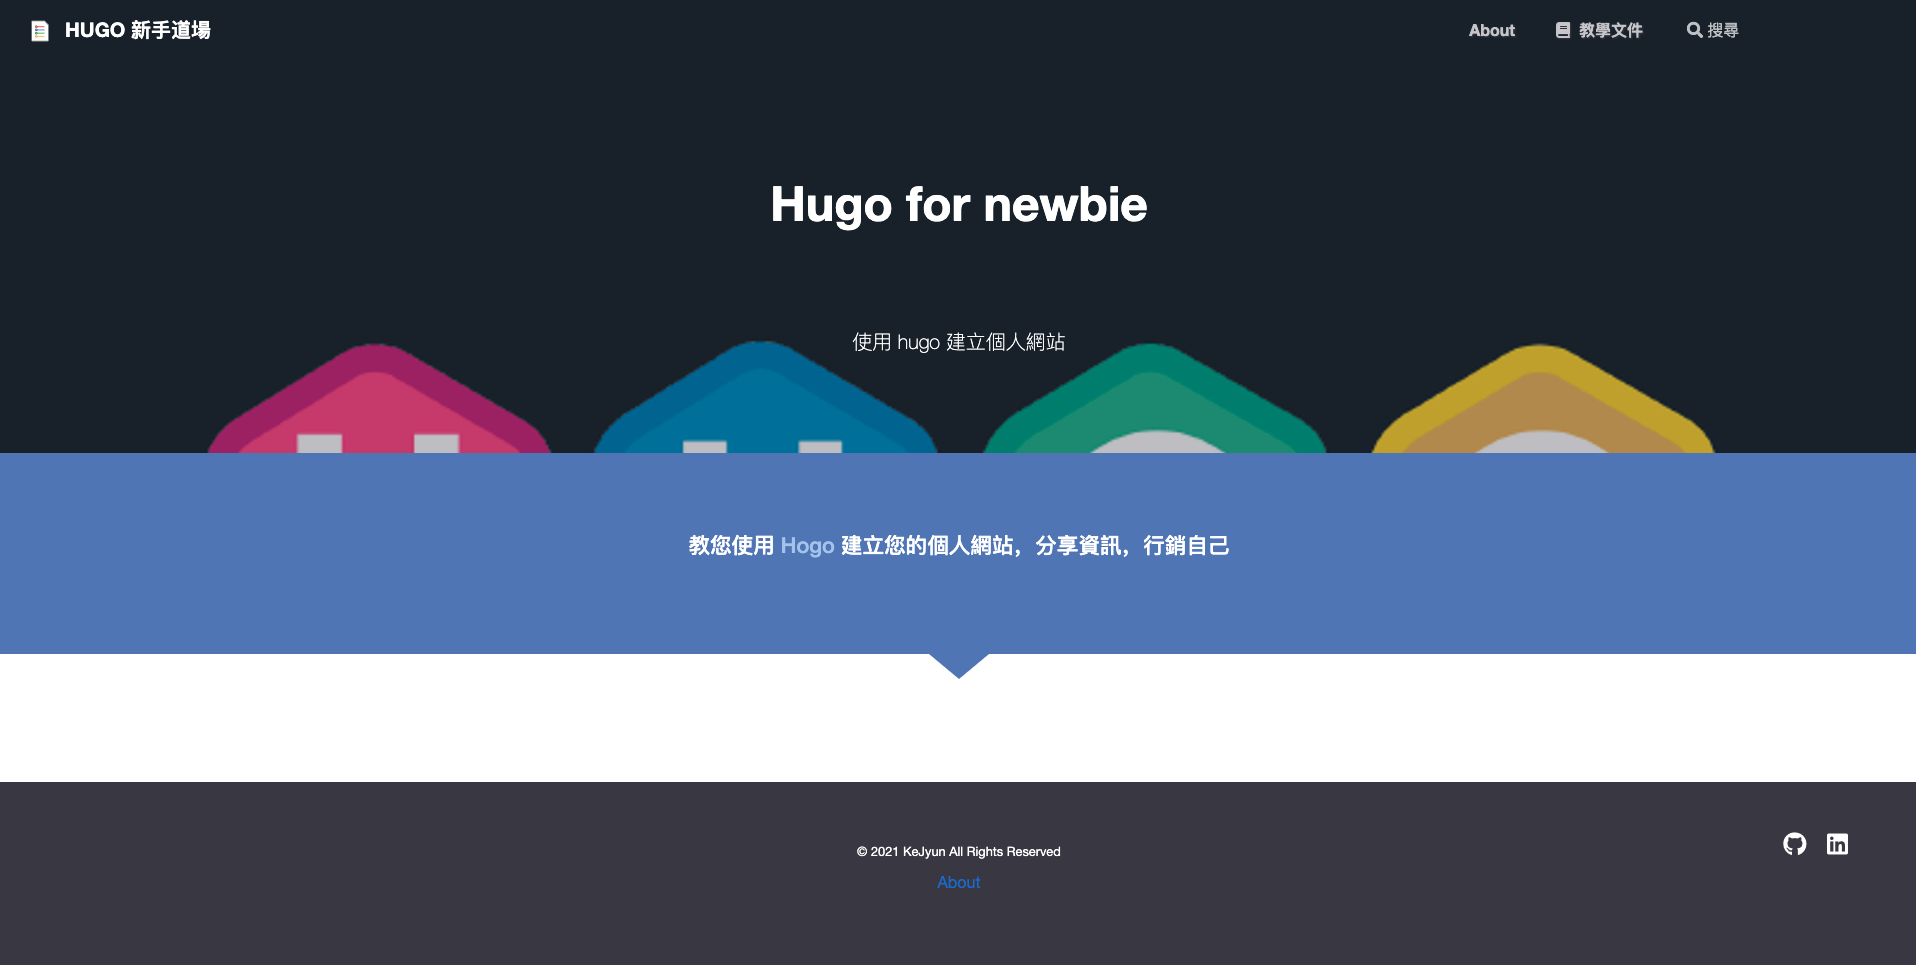 HUGO 新手道場
About
教學文件
搜尋
Hugo for newbie
使用 hugo 建立個人網站
教您使用 Hogo 建立您的個人網站，分享資訊，行銷自己
© 2021 KeJyun All Rights Reserved
About